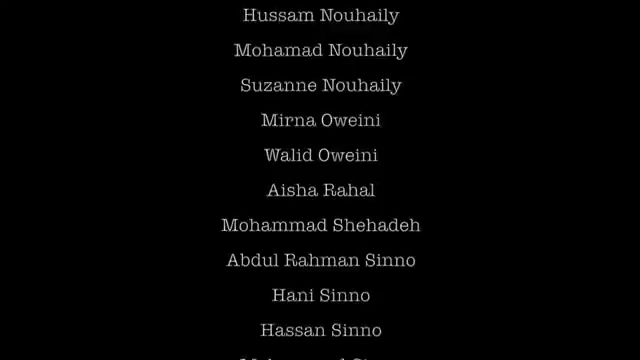 Hussam Nouhaily
Mohamad Nouhaily
Suzanne Nouhaily
Mirna Oweini
Walid Oweini
Aisha Rahal
Mohammad Shehadeh
Abdul Rahman Sinno
Hani Sinno
Hassan Sinno